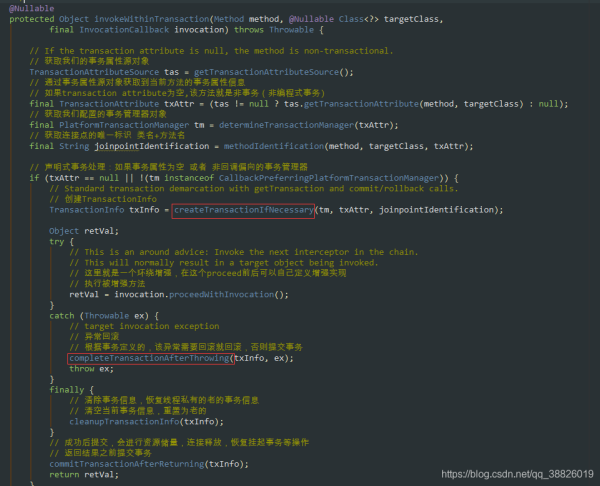 @Nullable
protected Object invokeWithinTransaction(Method method, @Nullable Class<?> targetClass,
final InvocationCallback invocation) throws Throwable {
// If the transaction attribute is null, the method is non-transactional.
// 获取我们的事务属性源对象
TransactionAttributeSource tas = getTransactionAttributeSource();
// 通过事务属性源对象获取到当前方法的事务属性信息
// 如果transaction attribute为空,该方法就是非事务（非编程式事务）
final TransactionAttribute txAttr = (tas != null ? tas.getTransactionAttribute(method, targetClass) : null);
// 获取我们配置的事务管理器对象
final PlatformTransactionManager tm = determineTransactionManager(txAttr);
// 获取连接点的唯一标识 类名+方法名
final String joinpointIdentification = methodIdentification(method, targetClass, txAttr);
// 声明式事务处理：如果事务属性为空 或者 非回调偏向的事务管理器
if (txAttr == null || !(tm instanceof CallbackPreferringPlatformTransactionManager)) {
// Standard transaction demarcation with getTransaction and commit/rollback calls.
// 创建TransactionInfo
TransactionInfo txInfo = createTransactionIfNecessary(tm, txAttr, joinpointIdentification);
Object retVal;
try {
// This is an around advice: Invoke the next interceptor in the chain.
// This will normally result in a target object being invoked.
// 这里就是一个环绕增强，在这个proceed前后可以自己定义增强实现
// 执行被增强方法
retVal = invocation.proceedWithInvocation();
}
catch (Throwable ex) {
// target invocation exception
// 异常回滚
// 根据事务定义的，该异常需要回滚就回滚，否则提交事务
completeTransactionAfterThrowing(txInfo, ex);
throw ex;
}
finally {
// 清除事务信息，恢复线程私有的老的事务信息
// 清空当前事务信息，重置为老的
cleanupTransactionInfo(txInfo);
}
// 成功后提交，会进行资源储量，连接释放，恢复挂起事务等操作
// 返回结果之前提交事务
commitTransactionAfterReturning(txInfo);
return retVal;
}
https://blog.csdn.net/qq_38826019